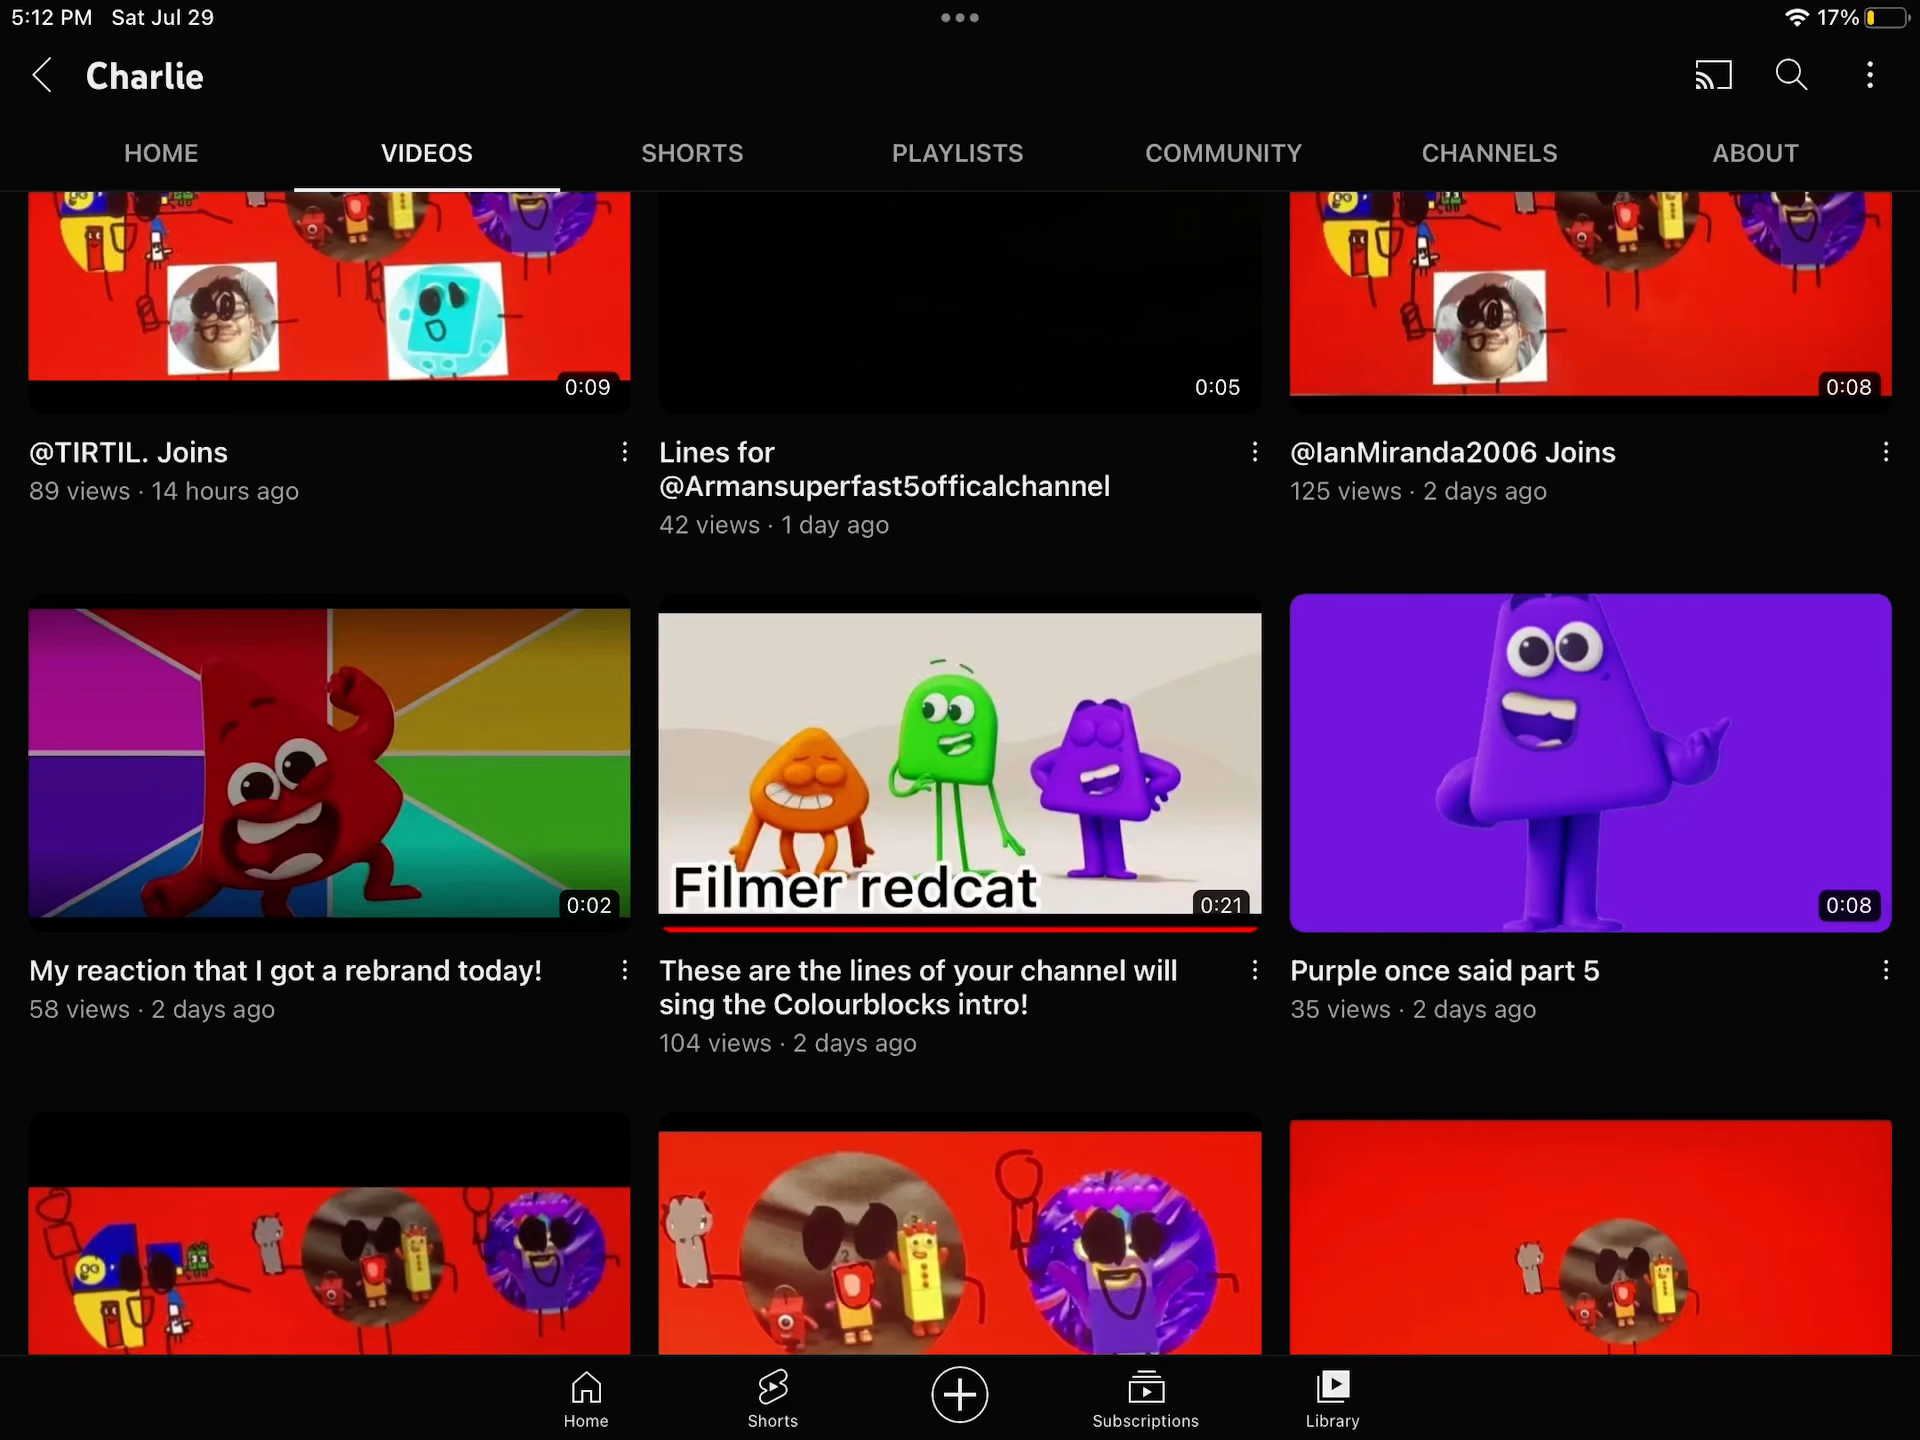 5:12 PM Sat Jul 29
17%
Charlie
HOME VIDEOS SHORTS PLAYLISTS COMMUNITY CHANNELS ABOUT
0:09
0:05
0:08
@TIRTIL. Joins
89 views · 14 hours ago
Lines for
@Armansuperfast5officalchannel
42 views · 1 day ago
@IanMiranda2006 Joins
125 views · 2 days ago
0:02
Filmer redcat
0:21
0:08
My reaction that I got a rebrand today!
58 views · 2 days ago
These are the lines of your channel will
sing the Colourblocks intro!
104 views · 2 days ago
Purple once said part 5
35 views · 2 days ago
2
Home
Shorts
Subscriptions
Library